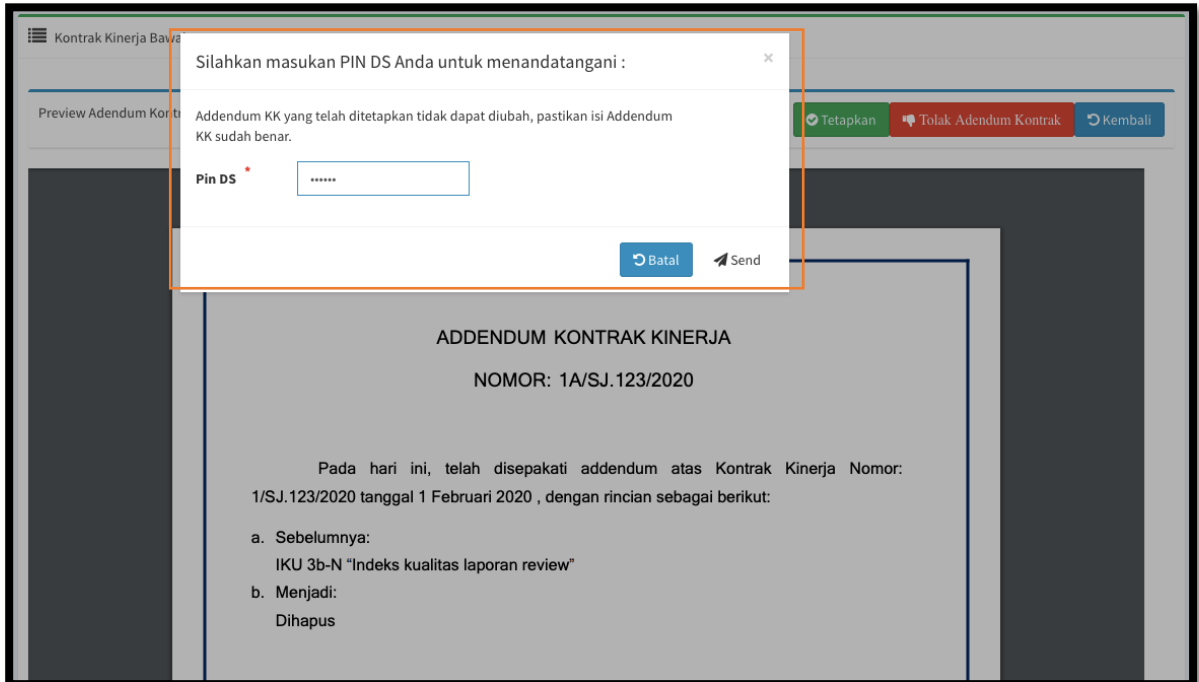 Kontrak Kinerja Bawa
Silahkan masukan PIN DS Anda untuk menandatangani :
×
Preview Adendum Kontr
Addendum KK yang telah ditetapkan tidak dapat diubah, pastikan isi Addendum
KK sudah benar.
Tetapkan
Tolak Adendum Kontrak
Kembali
Pin DS *
••••••
Batal
Send
ADDENDUM KONTRAK KINERJA
NOMOR: 1A/SJ.123/2020
Pada hari ini, telah disepakati addendum atas Kontrak Kinerja Nomor:
1/SJ.123/2020 tanggal 1 Februari 2020 , dengan rincian sebagai berikut:
a. Sebelumnya:
IKU 3b-N “Indeks kualitas laporan review”
b. Menjadi:
Dihapus